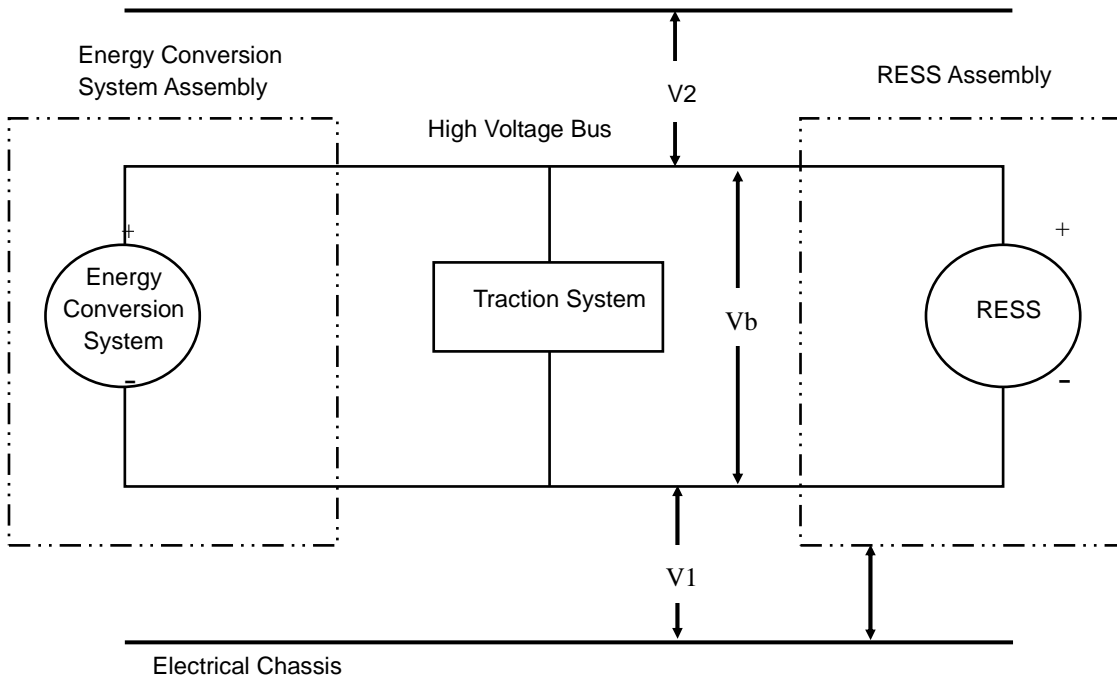 Energy Conversion
System Assembly
RESS Assembly
V2
High Voltage Bus
+
+
Energy
Conversion
System
Traction System
Vb
RESS
-
-
V1
Electrical Chassis